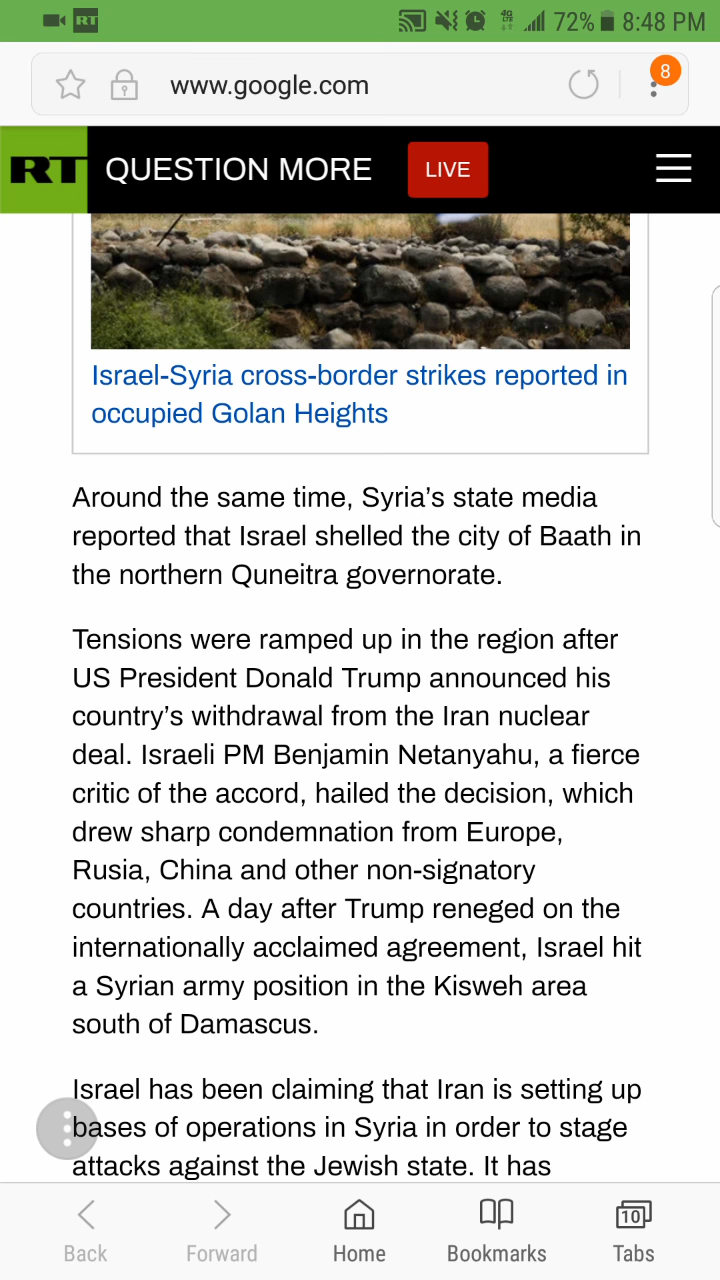 RT 4G LTE 72% 8:48 PM
www.google.com 8
RT QUESTION MORE LIVE
Israel-Syria cross-border strikes reported in
occupied Golan Heights
Around the same time, Syria’s state media
reported that Israel shelled the city of Baath in
the northern Quneitra governorate.
Tensions were ramped up in the region after
US President Donald Trump announced his
country’s withdrawal from the Iran nuclear
deal. Israeli PM Benjamin Netanyahu, a fierce
critic of the accord, hailed the decision, which
drew sharp condemnation from Europe,
Rusia, China and other non-signatory
countries. A day after Trump reneged on the
internationally acclaimed agreement, Israel hit
a Syrian army position in the Kisweh area
south of Damascus.
Israel has been claiming that Iran is setting up
bases of operations in Syria in order to stage
attacks against the Jewish state. It has
10
Back Forward Home Bookmarks Tabs